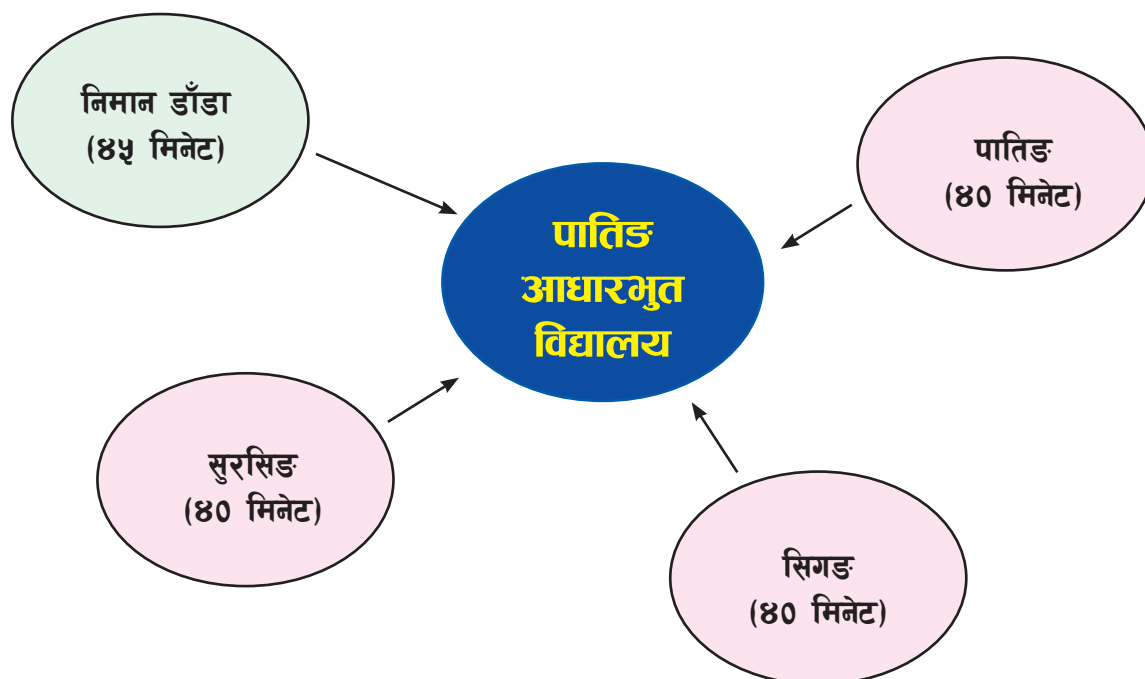 निमान डाँडा
(४५ मिनेट)
पातिङ
(४० मिनेट)
पातिङ
आधारभुत
विद्यालय
सुरसिङ
(४० मिनेट)
सिगङ
(४० मिनेट)